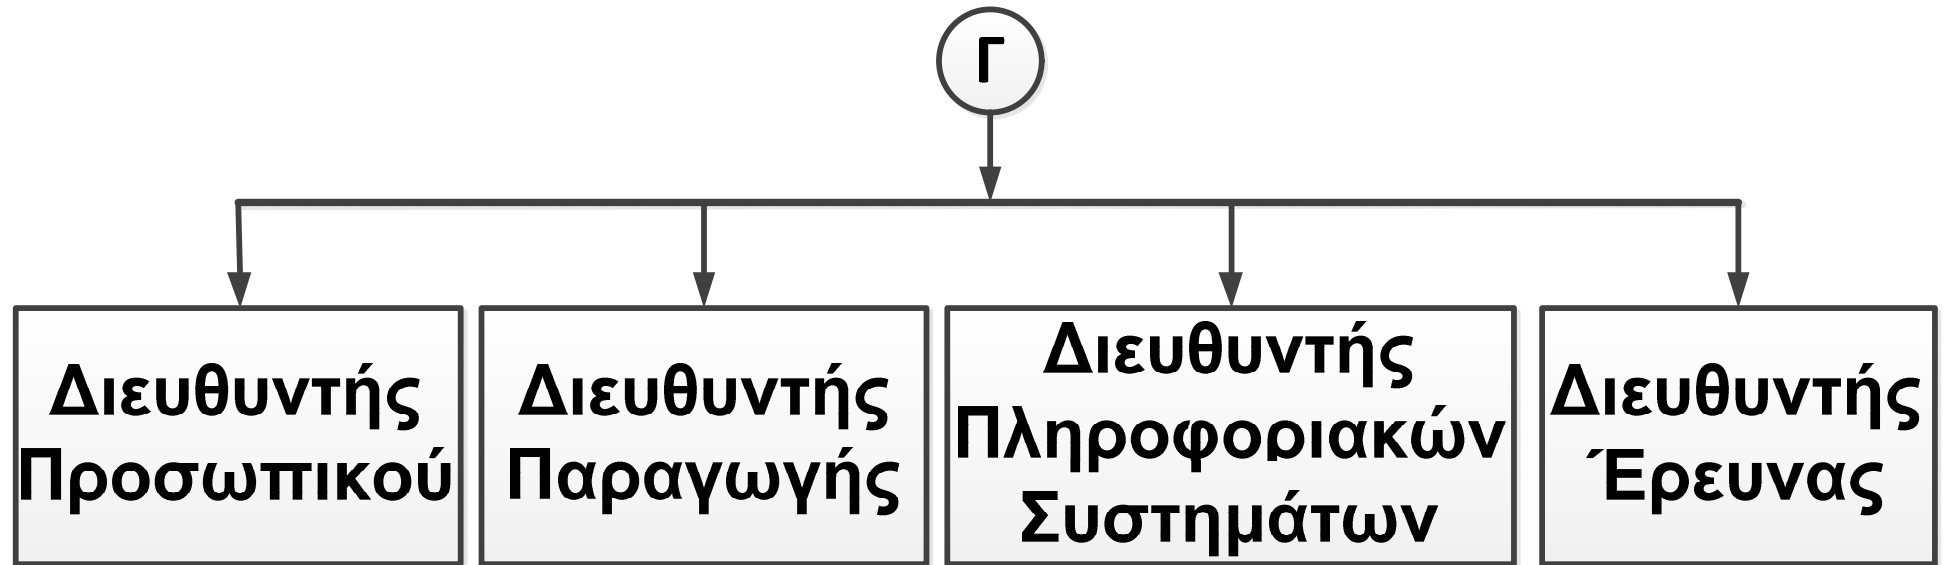 Γ
Διευθυντής
Προσωπικού
Διευθυντής
Παραγωγής
Διευθυντής
Πληροφοριακών
Συστημάτων
Διευθυντής
Έρευνας